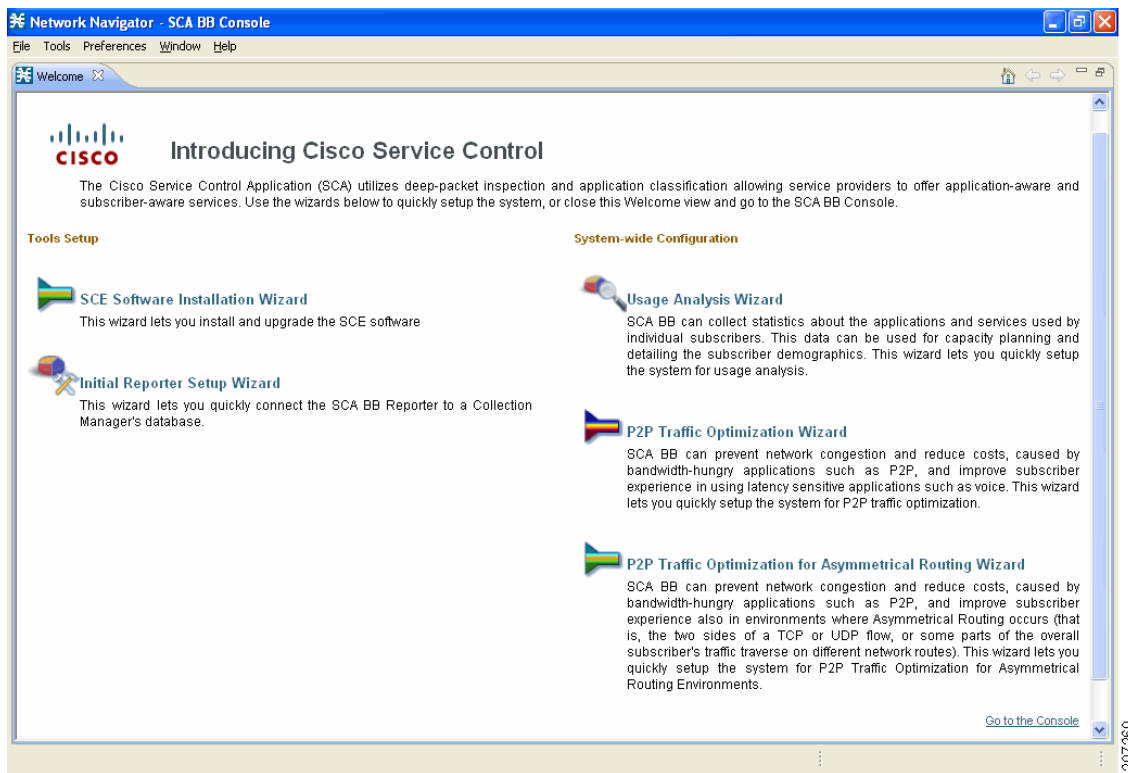 Network Navigator - SCA BB Console
File Tools Preferences Window Help
Welcome
CISCO
Introducing Cisco Service Control
The Cisco Service Control Application (SCA) utilizes deep-packet inspection and application classification allowing service providers to offer application-aware and
subscriber-aware services. Use the wizards below to quickly setup the system, or close this Welcome view and go to the SCA BB Console.
Tools Setup
SCE Software Installation Wizard
This wizard lets you install and upgrade the SCE software
Initial Reporter Setup Wizard
This wizard lets you quickly connect the SCA BB Reporter to a Collection
Manager's database.
System-wide Configuration
Usage Analysis Wizard
SCA BB can collect statistics about the applications and services used by
individual subscribers. This data can be used for capacity planning and
detailing the subscriber demographics. This wizard lets you quickly setup
the system for usage analysis.
P2P Traffic Optimization Wizard
SCA BB can prevent network congestion and reduce costs, caused by
bandwidth-hungry applications such as P2P, and improve subscriber
experience in using latency sensitive applications such as voice. This wizard
lets you quickly setup the system for P2P traffic optimization.
P2P Traffic Optimization for Asymmetrical Routing Wizard
SCA BB can prevent network congestion and reduce costs, caused by
bandwidth-hungry applications such as P2P, and improve subscriber
experience also in environments where Asymmetrical Routing occurs (that
is, the two sides of a TCP or UDP flow, or some parts of the overall
subscriber's traffic traverse on different network routes). This wizard lets you
quickly setup the system for P2P Traffic Optimization for Asymmetrical
Routing Environments.
Go to the Console
207260